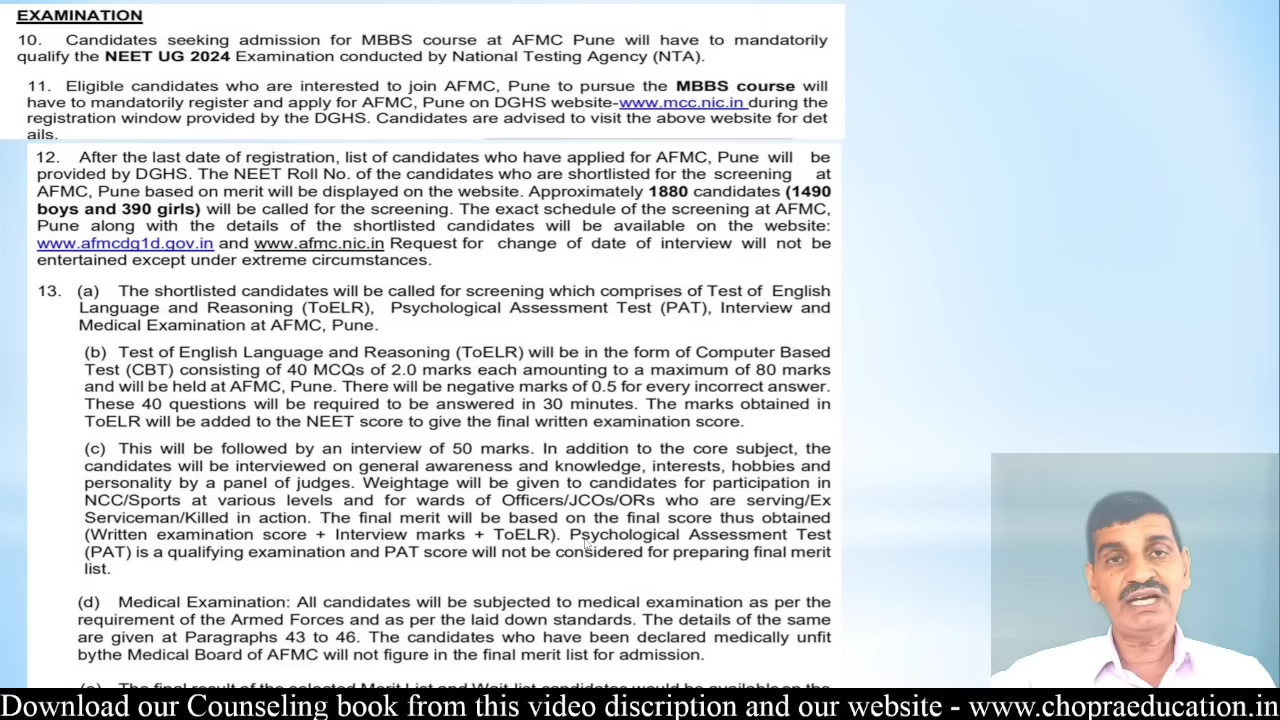 EXAMINATION
10. Candidates seeking admission for MBBS course at AFMC Pune will have to mandatorily
qualify the NEET UG 2024 Examination conducted by National Testing Agency (NTA).
11. Eligible candidates who are interested to join AFMC, Pune to pursue the MBBS course will
have to mandatorily register and apply for AFMC, Pune on DGHS website-www.mcc.nic.in during the
registration window provided by the DGHS. Candidates are advised to visit the above website for det
ails.
12. After the last date of registration, list of candidates who have applied for AFMC, Pune will be
provided by DGHS. The NEET Roll No. of the candidates who are shortlisted for the screening at
AFMC, Pune based on merit will be displayed on the website. Approximately 1880 candidates (1490
boys and 390 girls) will be called for the screening. The exact schedule of the screening at AFMC,
Pune along with the details of the shortlisted candidates will be available on the website:
www.afmcdg1d.gov.in and www.afmc.nic.in Request for change of date of interview will not be
entertained except under extreme circumstances.
13. (a) The shortlisted candidates will be called for screening which comprises of Test of English
Language and Reasoning (ToELR), Psychological Assessment Test (PAT), Interview and
Medical Examination at AFMC, Pune.
(b) Test of English Language and Reasoning (ToELR) will be in the form of Computer Based
Test (CBT) consisting of 40 MCQs of 2.0 marks each amounting to a maximum of 80 marks
and will be held at AFMC, Pune. There will be negative marks of 0.5 for every incorrect answer.
These 40 questions will be required to be answered in 30 minutes. The marks obtained in
ToELR will be added to the NEET score to give the final written examination score.
(c) This will be followed by an interview of 50 marks. In addition to the core subject, the
candidates will be interviewed on general awareness and knowledge, interests, hobbies and
personality by a panel of judges. Weightage will be given to candidates for participation in
NCC/Sports at various levels and for wards of Officers/JCOs/ORs who are serving/Ex
Serviceman/Killed in action. The final merit will be based on the final score thus obtained
(Written examination score + Interview marks + ToELR). Psychological Assessment Test
(PAT) is a qualifying examination and PAT score will not be considered for preparing final merit
list.
(d) Medical Examination: All candidates will be subjected to medical examination as per the
requirement of the Armed Forces and as per the laid down standards. The details of the same
are given at Paragraphs 43 to 46. The candidates who have been declared medically unfit
bythe Medical Board of AFMC will not figure in the final merit list for admission.
(e) The final result of the selected Merit List and Wait list candidates would be available on the
Download our Counseling book from this video discription and our website - www.chopraeducation.in